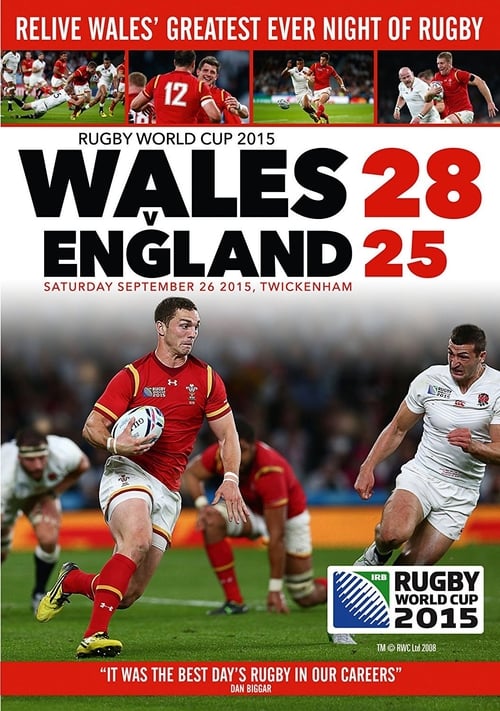 RELIVE WALES' GREATEST EVER NIGHT OF RUGBY
12
RUGBY WORLD CUP 2015
WALES 28
V
ENGLAND 25
SATURDAY SEPTEMBER 26 2015, TWICKENHAM
IRB
RUGBY
WORLD CUP
2015
TM © RWC Ltd 2008
"IT WAS THE BEST DAY'S RUGBY IN OUR CAREERS"
DAN BIGGAR